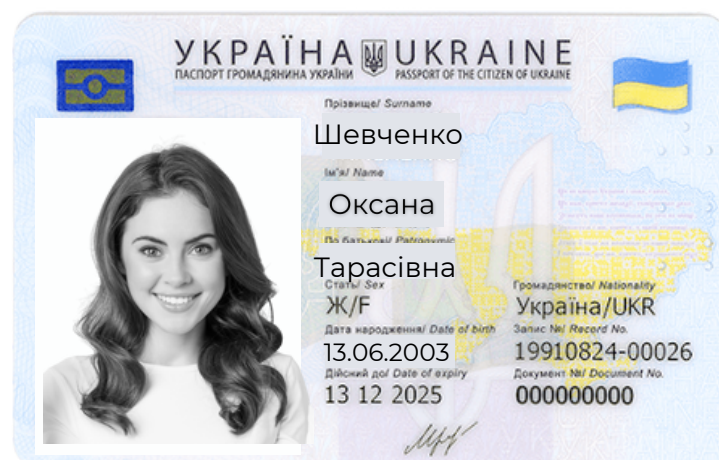 УКРАЇНА UKRAINE
ПАСПОРТ ГРОМАДЯНИНА УКРАЇНИ PASSPORT OF THE CITIZEN OF UKRAINE
Прізвище/ Surname
Шевченко
Ім'я/ Name
Оксана
По батькові/ Patronymic
Тарасівна
Стать/ Sex Громадянство/ Nationality
Ж/F Україна/UKR
Дата народження/ Date of birth Запис №/ Record No.
13.06.2003 19910824-00026
Дійсний до/ Date of expiry Документ №/ Document No.
13 12 2025 000000000